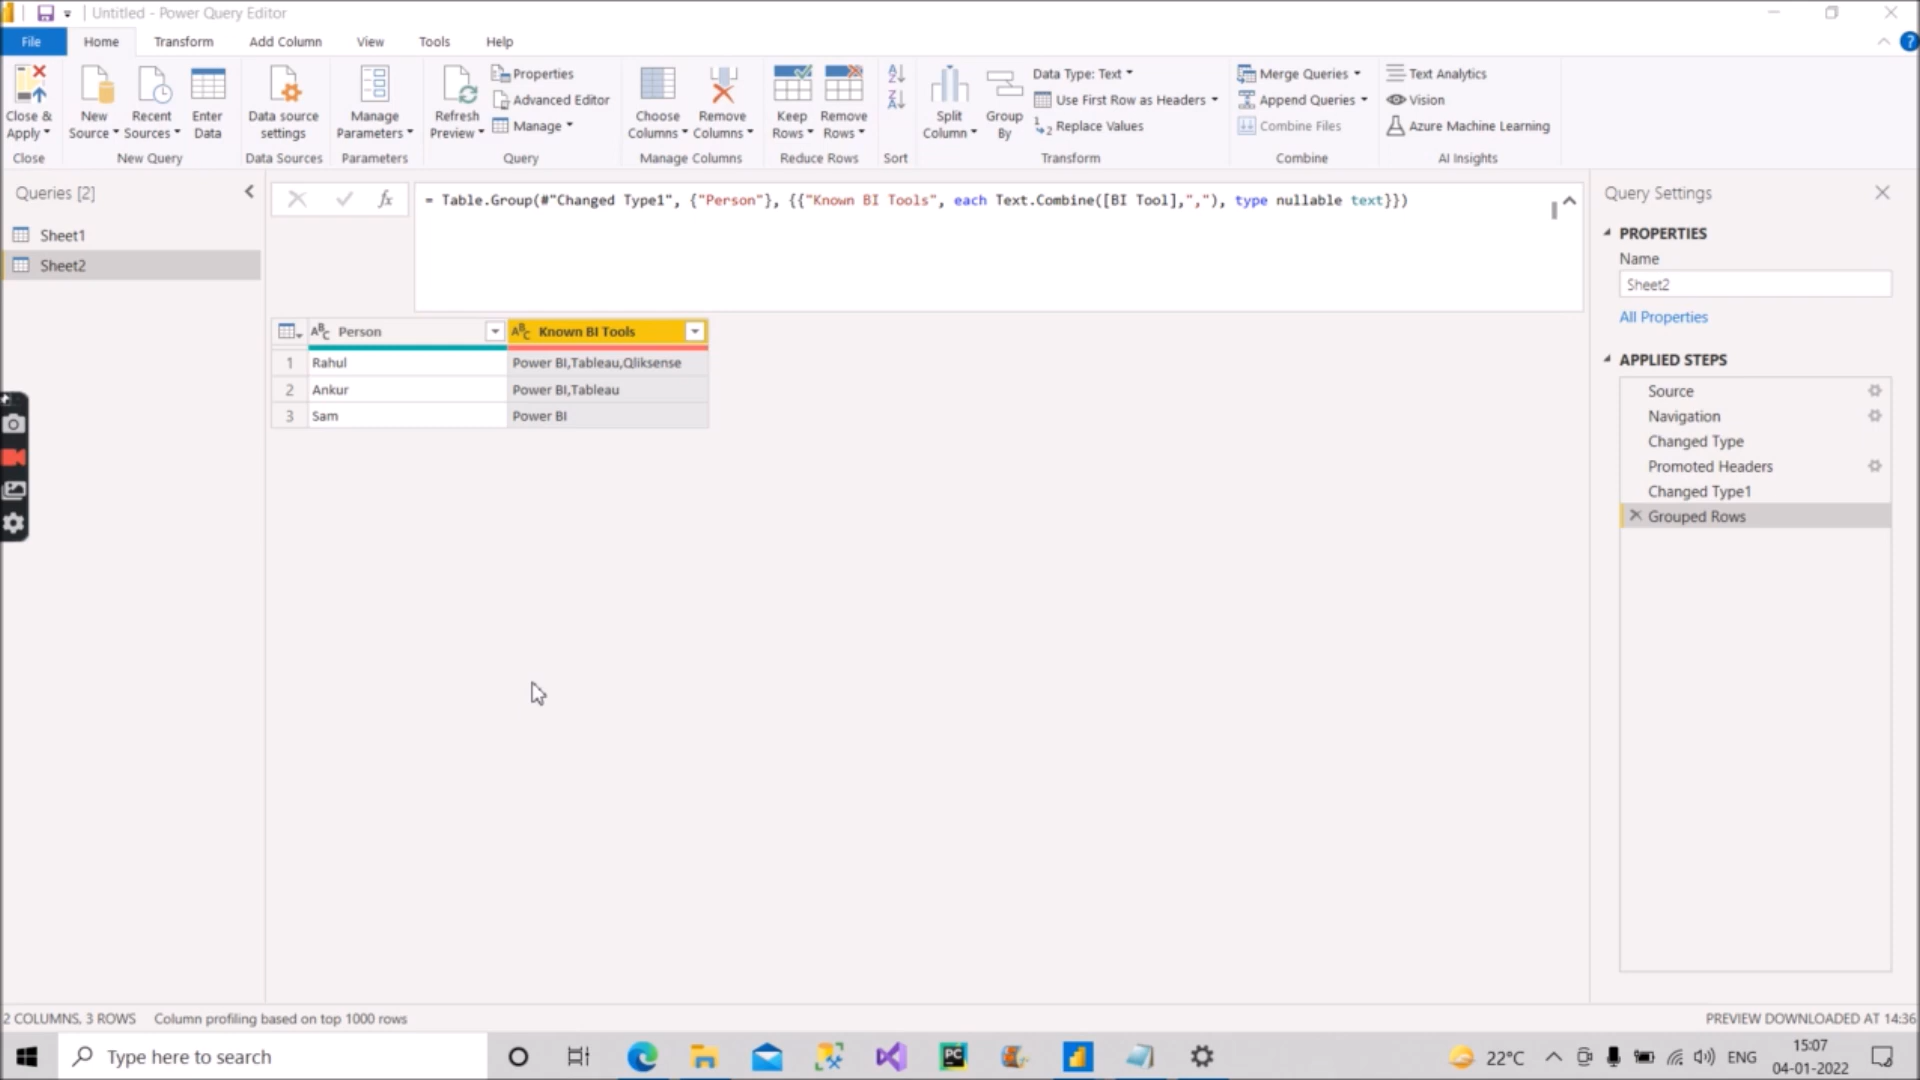 Untitled - Power Query Editor
File Home Transform Add Column View Tools Help
Close & Apply
New Source
Recent Sources
Enter Data
Data source settings
Manage Parameters
Refresh Preview
Properties
Advanced Editor
Manage
Choose Columns
Remove Columns
Keep Rows
Remove Rows
Split Column
Group By
Data Type: Text
Use First Row as Headers
Replace Values
Merge Queries
Append Queries
Combine Files
Text Analytics
Vision
Azure Machine Learning
Close New Query Data Sources Parameters Query Manage Columns Reduce Rows Sort Transform Combine AI Insights
Queries [2]
Sheet1
Sheet2
fx
= Table.Group(#"Changed Type1", {"Person"}, {{"Known BI Tools", each Text.Combine([BI Tool],","), type nullable text}})
Person Known BI Tools
1 Rahul Power BI,Tableau,Qliksense
2 Ankur Power BI,Tableau
3 Sam Power BI
Query Settings
PROPERTIES
Name
Sheet2
All Properties
APPLIED STEPS
Source
Navigation
Changed Type
Promoted Headers
Changed Type1
Grouped Rows
2 COLUMNS, 3 ROWS Column profiling based on top 1000 rows
PREVIEW DOWNLOADED AT 14:36
Type here to search
PC
22°C
ENG
15:07
04-01-2022